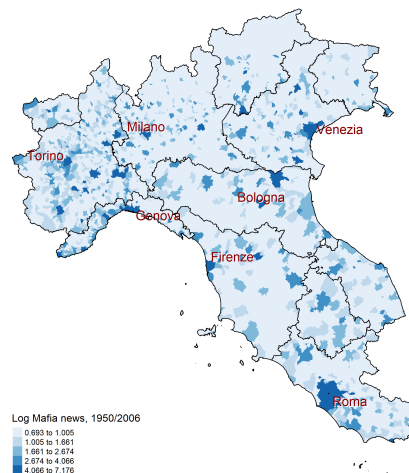 Milano
Venezia
Torino
Bologna
Genova
Firenze
Roma
Log Mafia news, 1950/2006
0.693 to 1.005
1.005 to 1.661
1.661 to 2.674
2.674 to 4.066
4.066 to 7.176